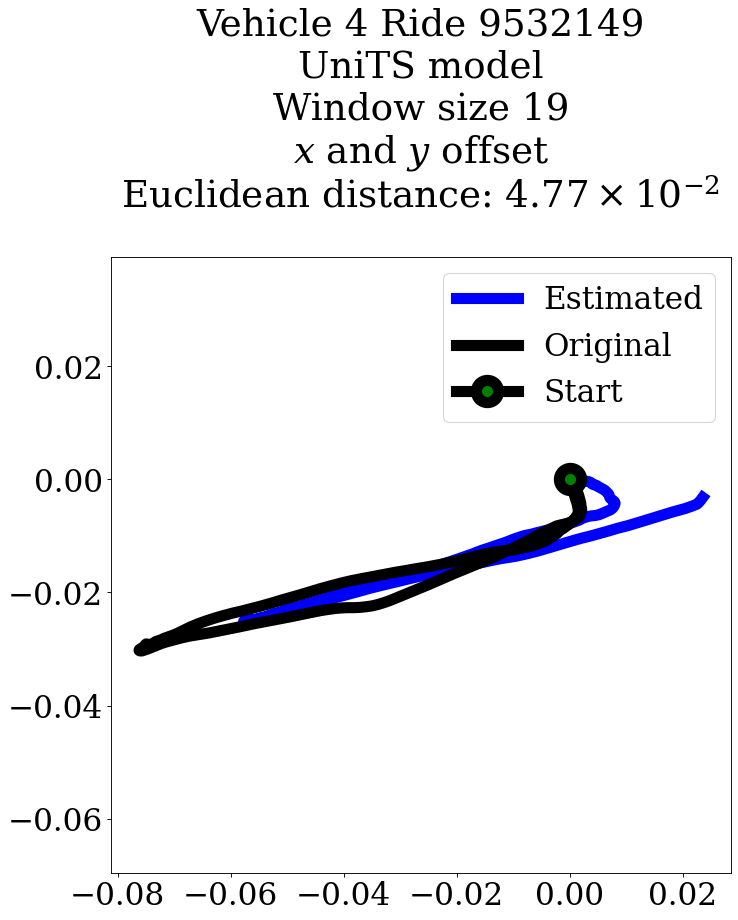 Vehicle 4 Ride 9532149
UniTS model
Window size 19
x and y offset
Euclidean distance: 4.77 × 10⁻²
Estimated
Original
Start
0.02
0.00
−0.02
−0.04
−0.06
−0.08 −0.06 −0.04 −0.02 0.00 0.02